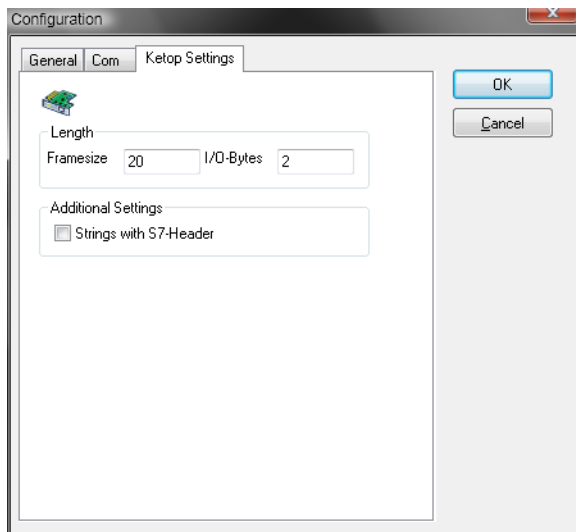 Configuration
General Com Ketop Settings
OK
Cancel
Length
Framesize 20 I/O-Bytes 2
Additional Settings
Strings with S7-Header